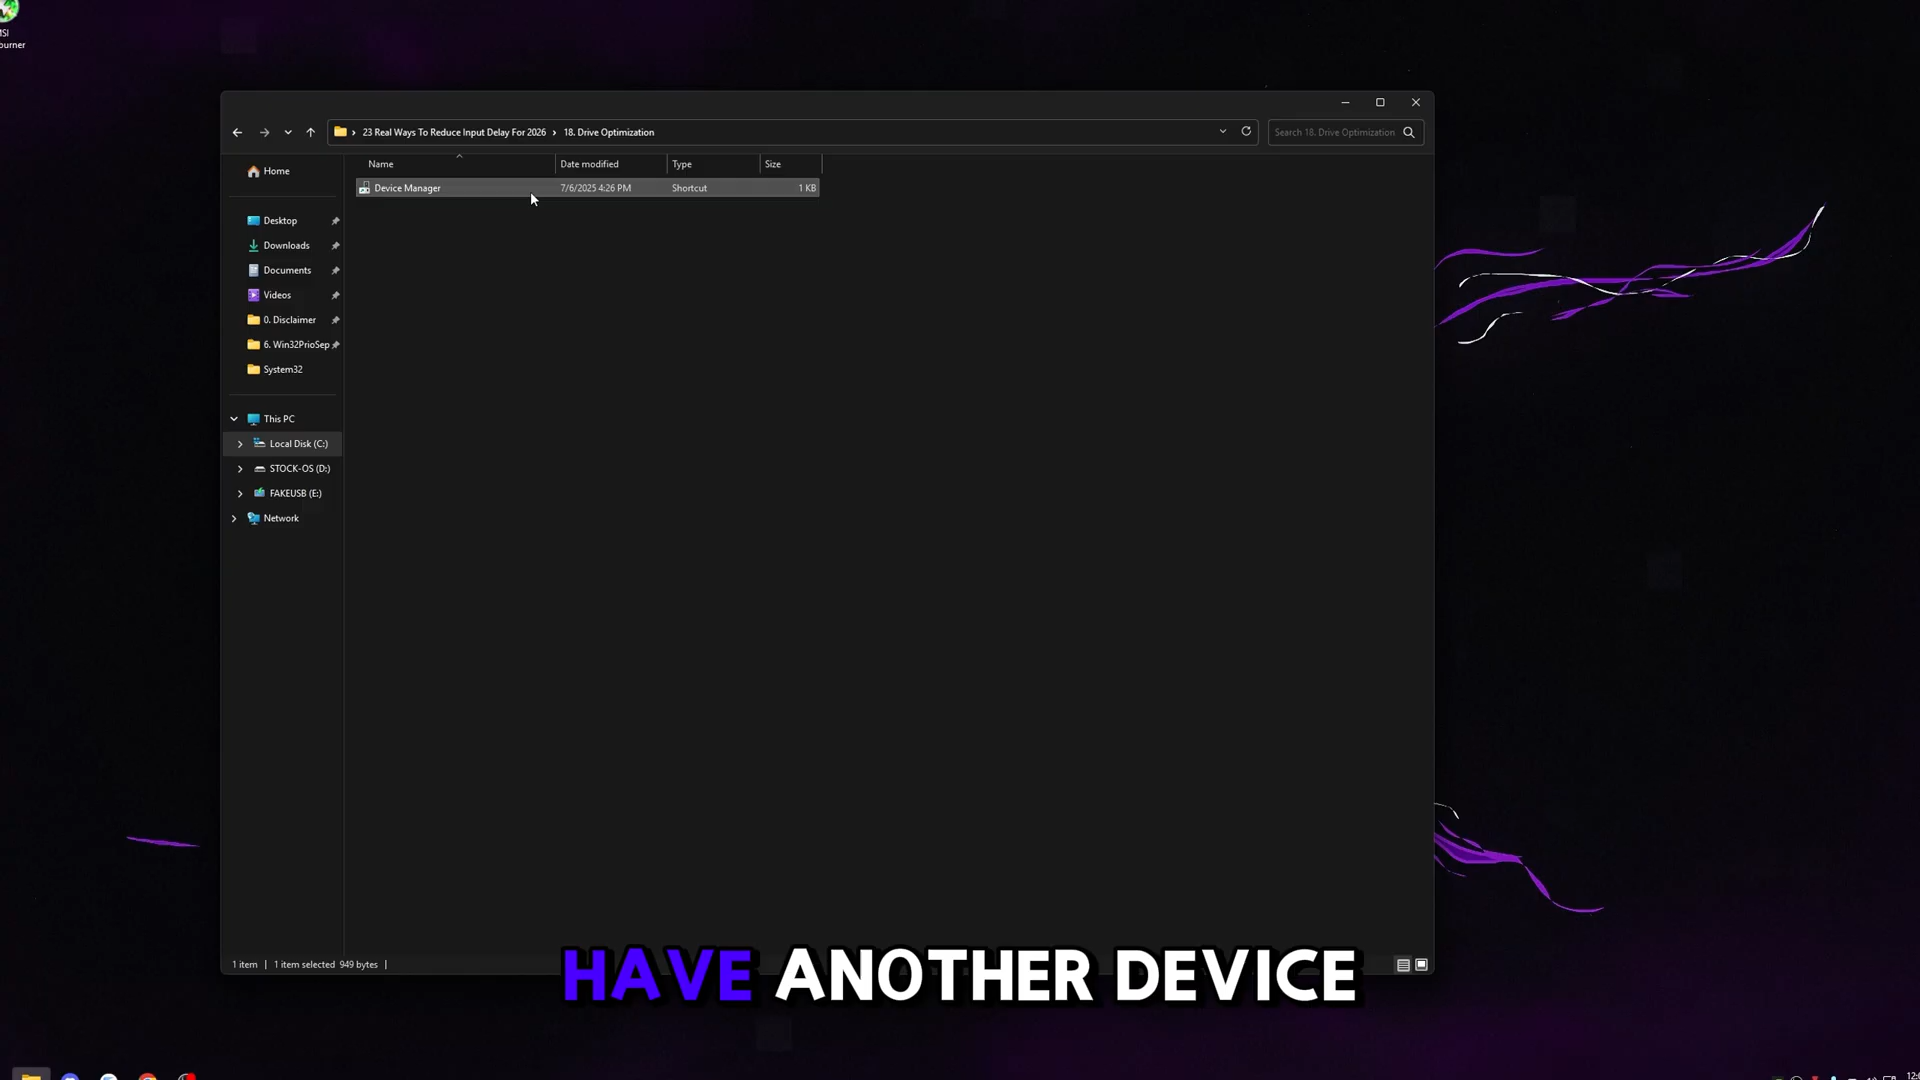 MSI
burner
23 Real Ways To Reduce Input Delay For 2026 18. Drive Optimization
Search 18. Drive Optimization
Home
Desktop
Downloads
Documents
Videos
0. Disclaimer
6. Win32PrioSep
System32
This PC
Local Disk (C:)
STOCK-OS (D:)
FAKEUSB (E:)
Network
Name Date modified Type Size
Device Manager 7/6/2025 4:26 PM Shortcut 1 KB
1 item 1 item selected 949 bytes
HAVE ANOTHER DEVICE